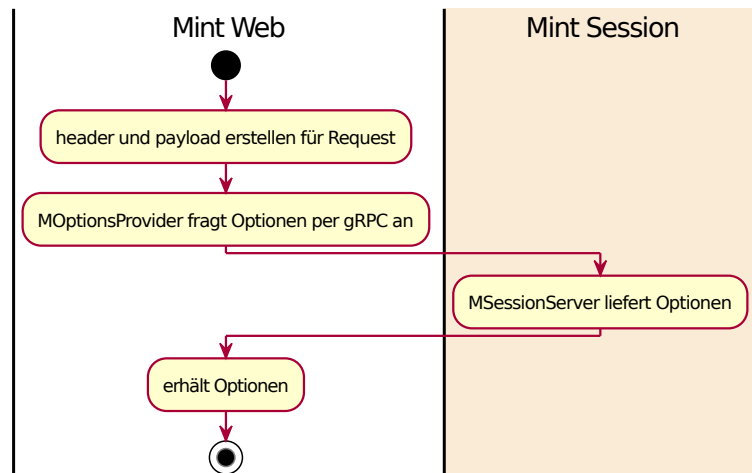 Mint Web
Mint Session
header und payload erstellen für Request
MOptionsProvider fragt Optionen per gRPC an
MSessionServer liefert Optionen
erhält Optionen